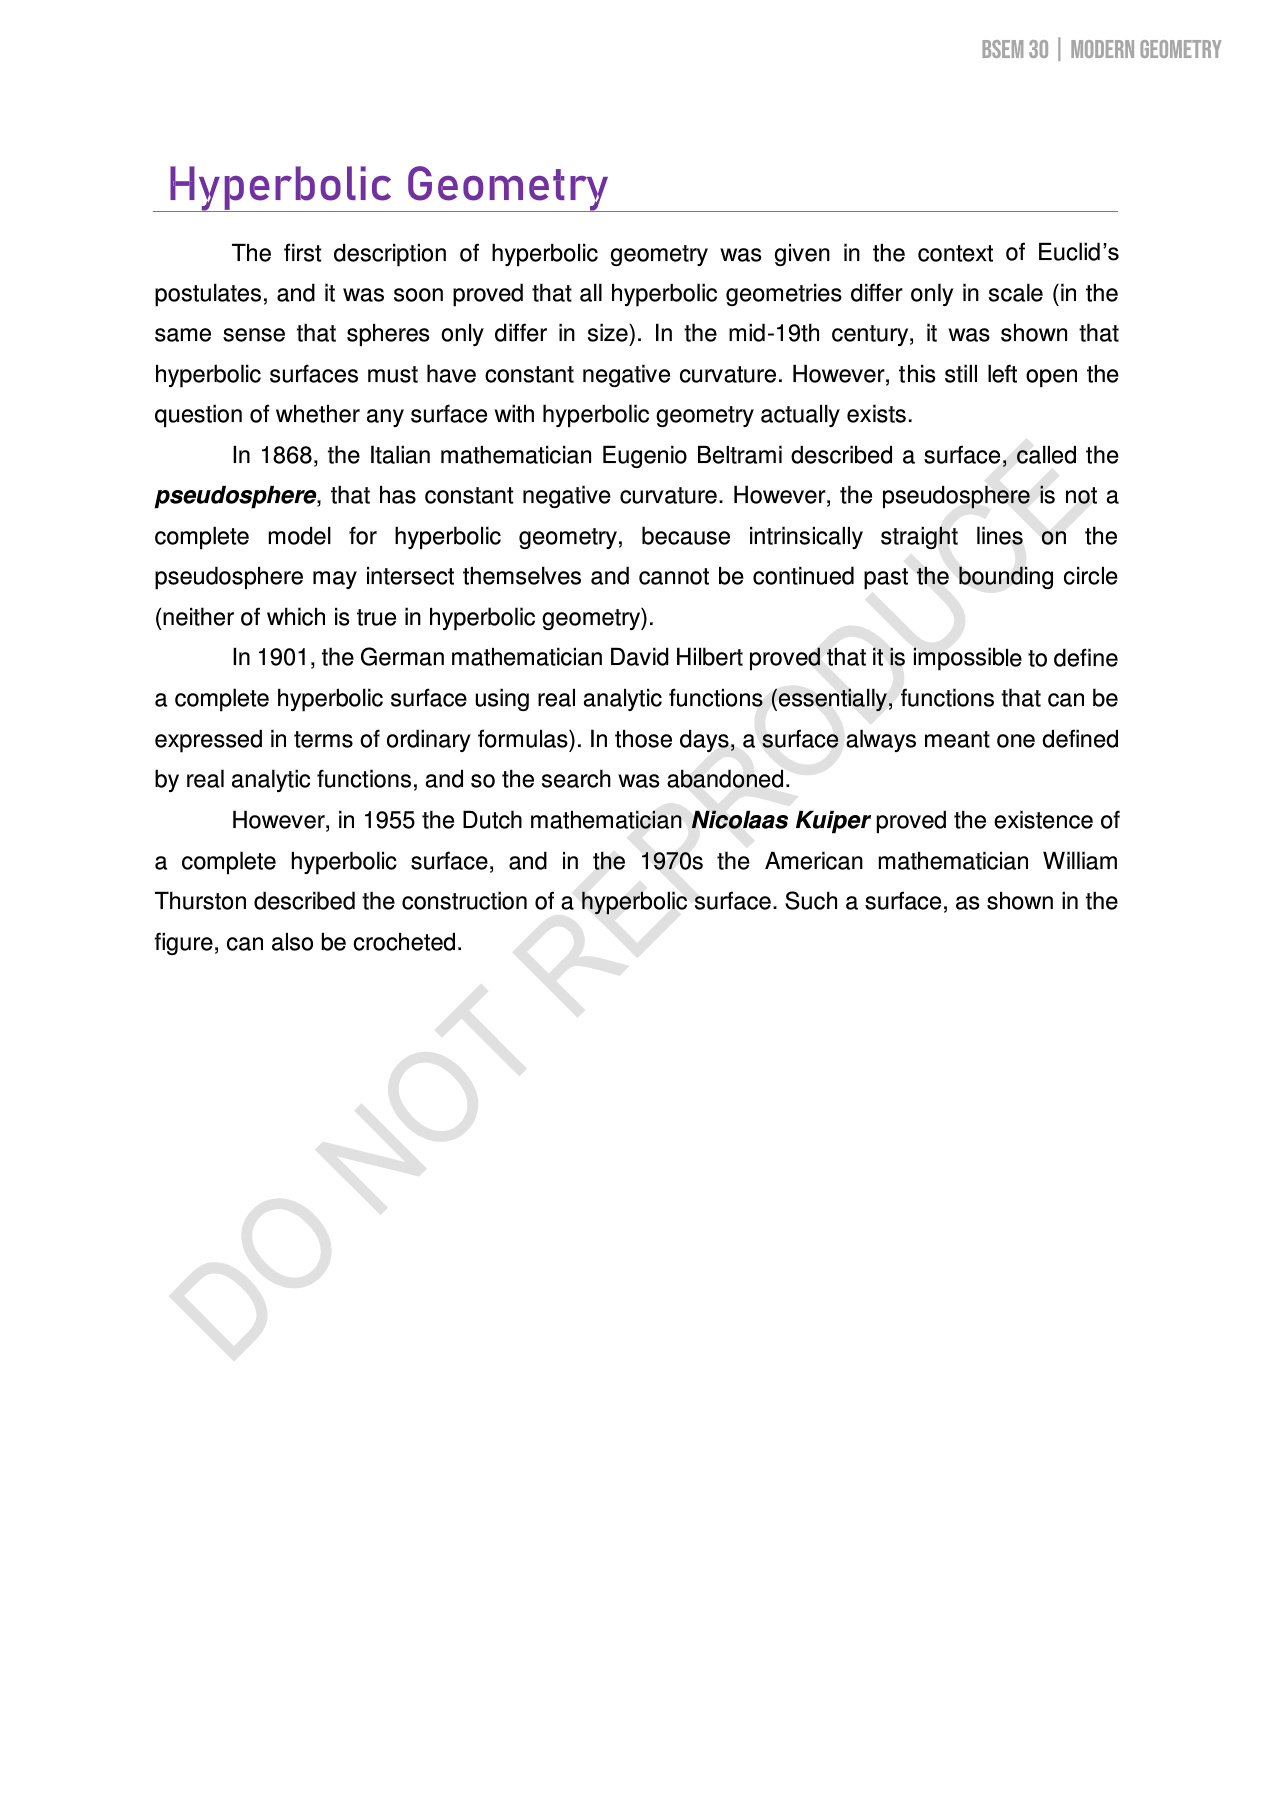 BSEM 30 | MODERN GEOMETRY
Hyperbolic Geometry
The first description of hyperbolic geometry was given in the context of Euclid's
postulates, and it was soon proved that all hyperbolic geometries differ only in scale (in the
same sense that spheres only differ in size). In the mid-19th century, it was shown that
hyperbolic surfaces must have constant negative curvature. However, this still left open the
question of whether any surface with hyperbolic geometry actually exists.
In 1868, the Italian mathematician Eugenio Beltrami described a surface, called the
pseudosphere, that has constant negative curvature. However, the pseudosphere is not a
complete model for hyperbolic geometry, because intrinsically straight lines on the
pseudosphere may intersect themselves and cannot be continued past the bounding circle
(neither of which is true in hyperbolic geometry).
In 1901, the German mathematician David Hilbert proved that it is impossible to define
a complete hyperbolic surface using real analytic functions (essentially, functions that can be
expressed in terms of ordinary formulas). In those days, a surface always meant one defined
by real analytic functions, and so the search was abandoned.
However, in 1955 the Dutch mathematician Nicolaas Kuiper proved the existence of
a complete hyperbolic surface, and in the 1970s the American mathematician William
Thurston described the construction of a hyperbolic surface. Such a surface, as shown in the
figure, can also be crocheted.
DO NOT REPRODUCE